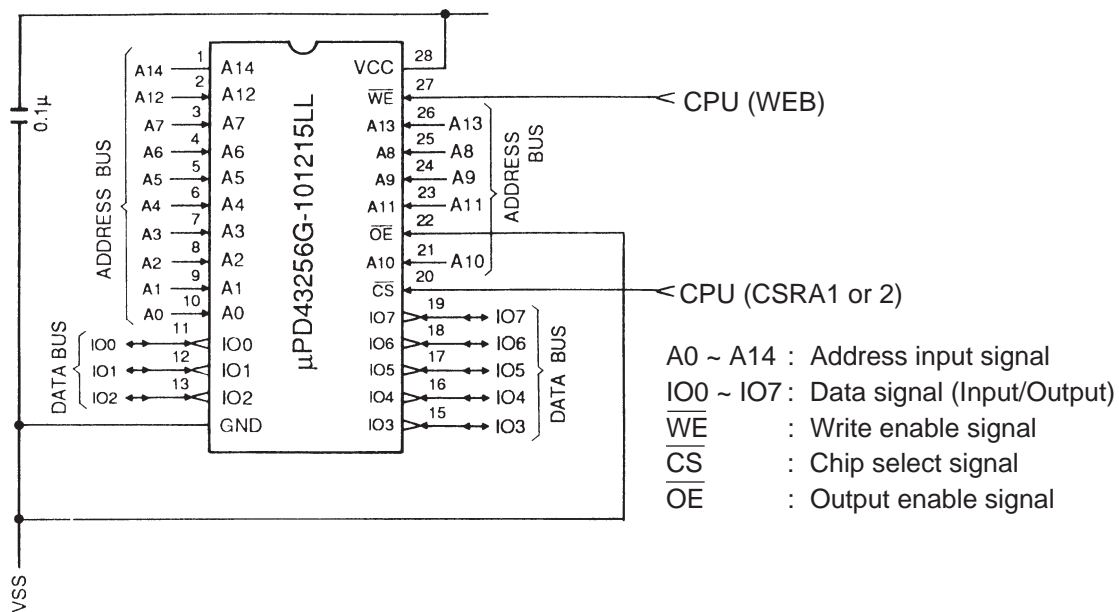 1 A14 A14
2 A12 A12
3 A7 A7
4 A6 A6
5 A5 A5
6 A4 A4
7 A3 A3
8 A2 A2
9 A1 A1
10 A0 A0
11 IO0 IO0
12 IO1 IO1
13 IO2 IO2
GND
ADDRESS BUS
DATA BUS
0.1µ
VSS
µPD43256G-101215LL
VCC 28
WE 27 CPU (WEB)
A13 26 A13
A8 25 A8
A9 24 A9
A11 23 A11
OE 22
A10 21 A10
CS 20 CPU (CSRA1 or 2)
IO7 19 IO7
IO6 18 IO6
IO5 17 IO5
IO4 16 IO4
IO3 15 IO3
ADDRESS
BUS
DATA BUS
A0 ~ A14 : Address input signal
IO0 ~ IO7 : Data signal (Input/Output)
WE : Write enable signal
CS : Chip select signal
OE : Output enable signal